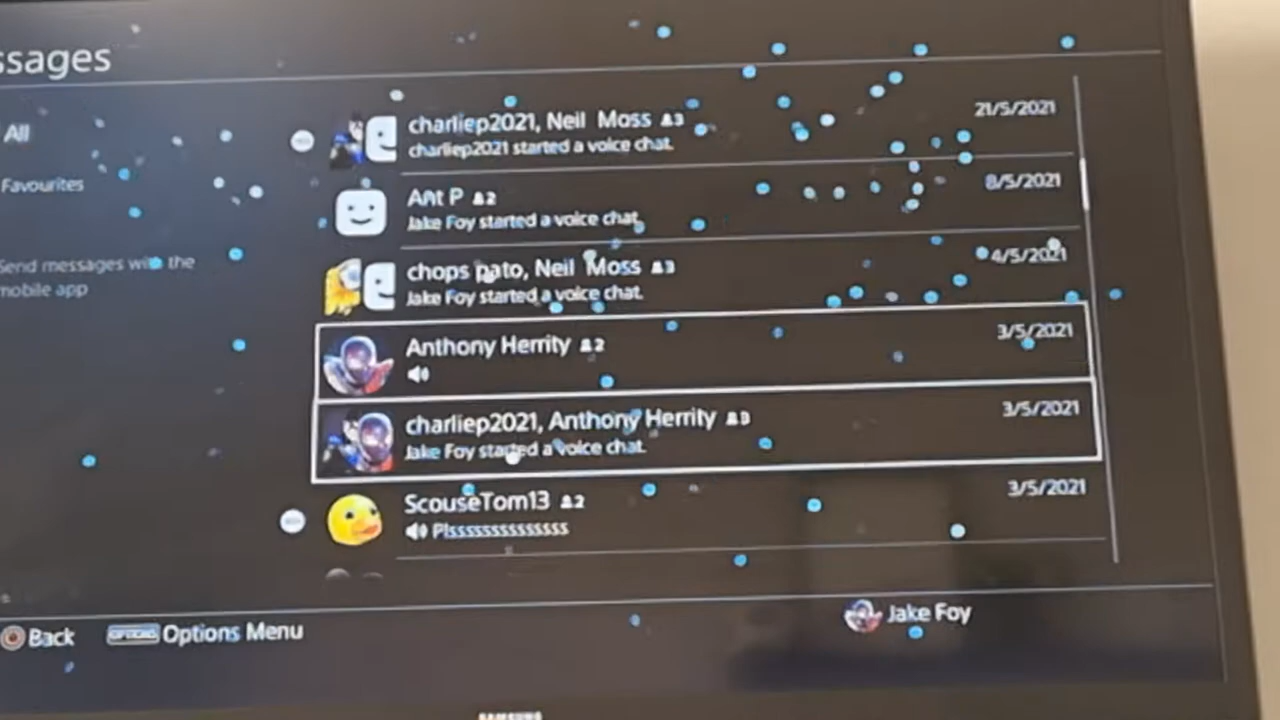 ssages
All
Favourites
Send messages with the
mobile app
charliep2021, Neil Moss 3
charliep2021 started a voice chat.
21/5/2021
Ant P 2
Jake Foy started a voice chat.
8/5/2021
chops pato, Neil Moss 3
Jake Foy started a voice chat.
4/5/2021
Anthony Herrity 2
3/5/2021
charliep2021, Anthony Herrity 3
Jake Foy started a voice chat.
3/5/2021
ScouseTom13 2
Plsssssssssssssss
3/5/2021
Back
OPTIONS Options Menu
Jake Foy
SAMSUNG